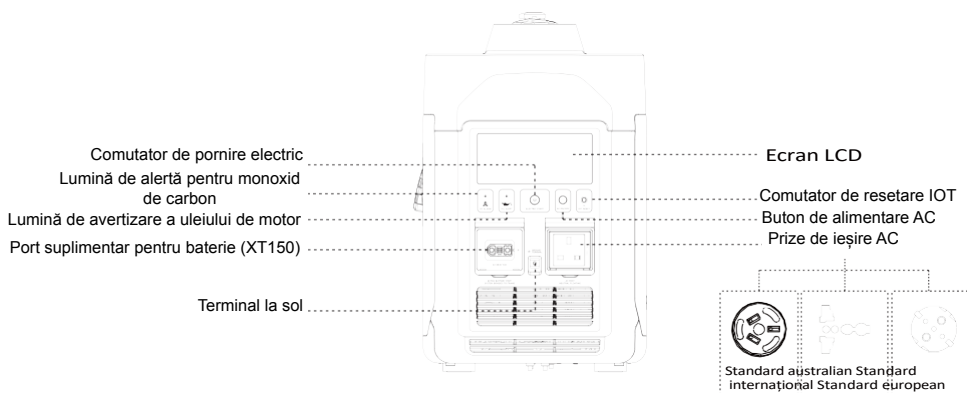 Comutator de pornire electric
Lumină de alertă pentru monoxid
de carbon
Lumină de avertizare a uleiului de motor
Port suplimentar pentru baterie (XT150)
Terminal la sol
Ecran LCD
Comutator de resetare IOT
Buton de alimentare AC
Prize de ieșire AC
Standard australian Standard
internațional Standard european